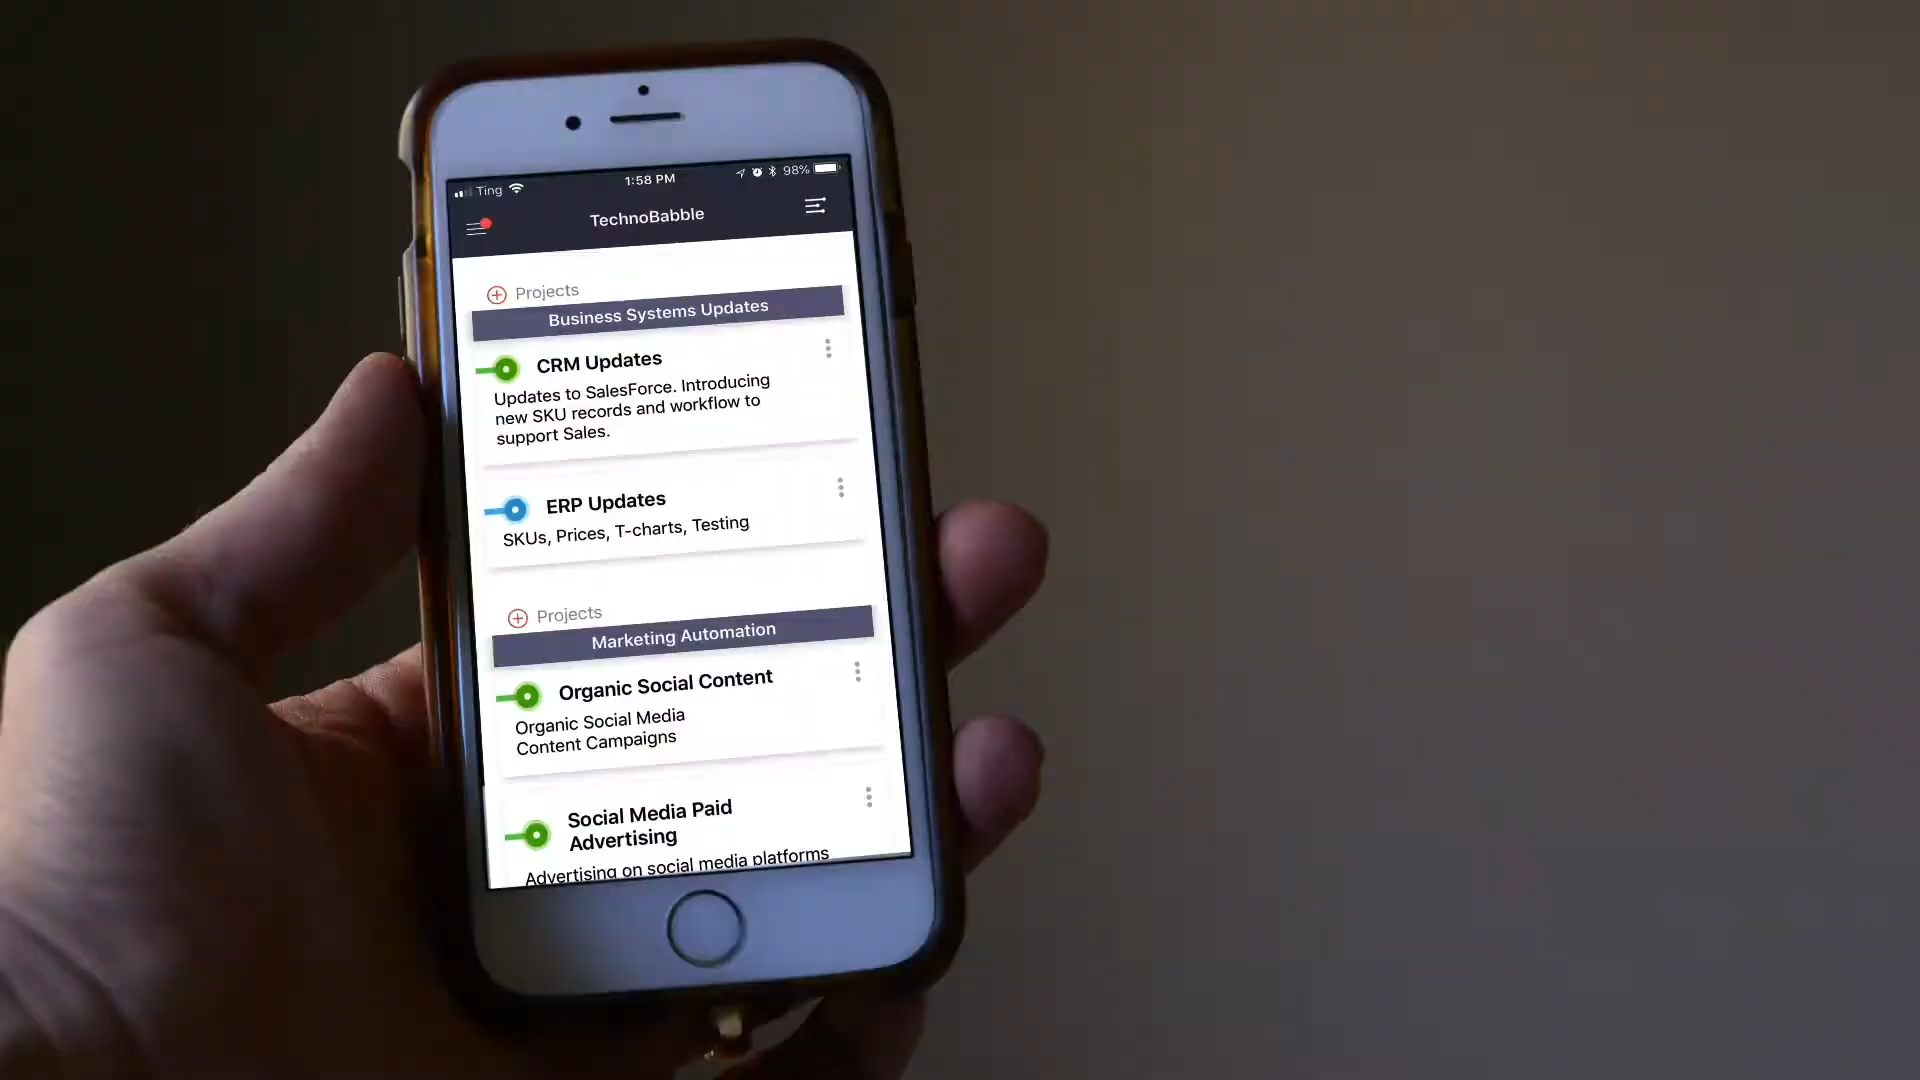 Ting 1:58 PM 98%
TechnoBabble
Projects
Business Systems Updates
CRM Updates
Updates to SalesForce. Introducing
new SKU records and workflow to
support Sales.
ERP Updates
SKUs, Prices, T-charts, Testing
Projects
Marketing Automation
Organic Social Content
Organic Social Media
Content Campaigns
Social Media Paid
Advertising
Advertising on social media platforms